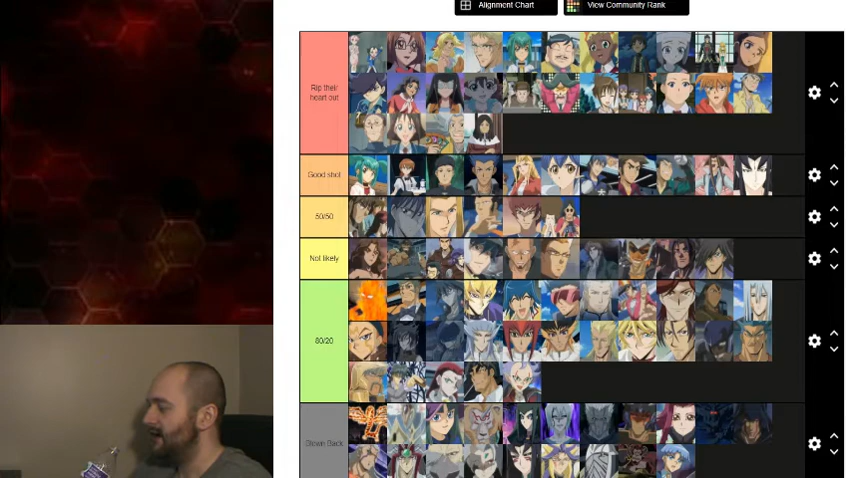 Alignment Chart
View Community Rank
Rip their
heart out
Good shot
50/50
Not likely
80/20
Blown Back